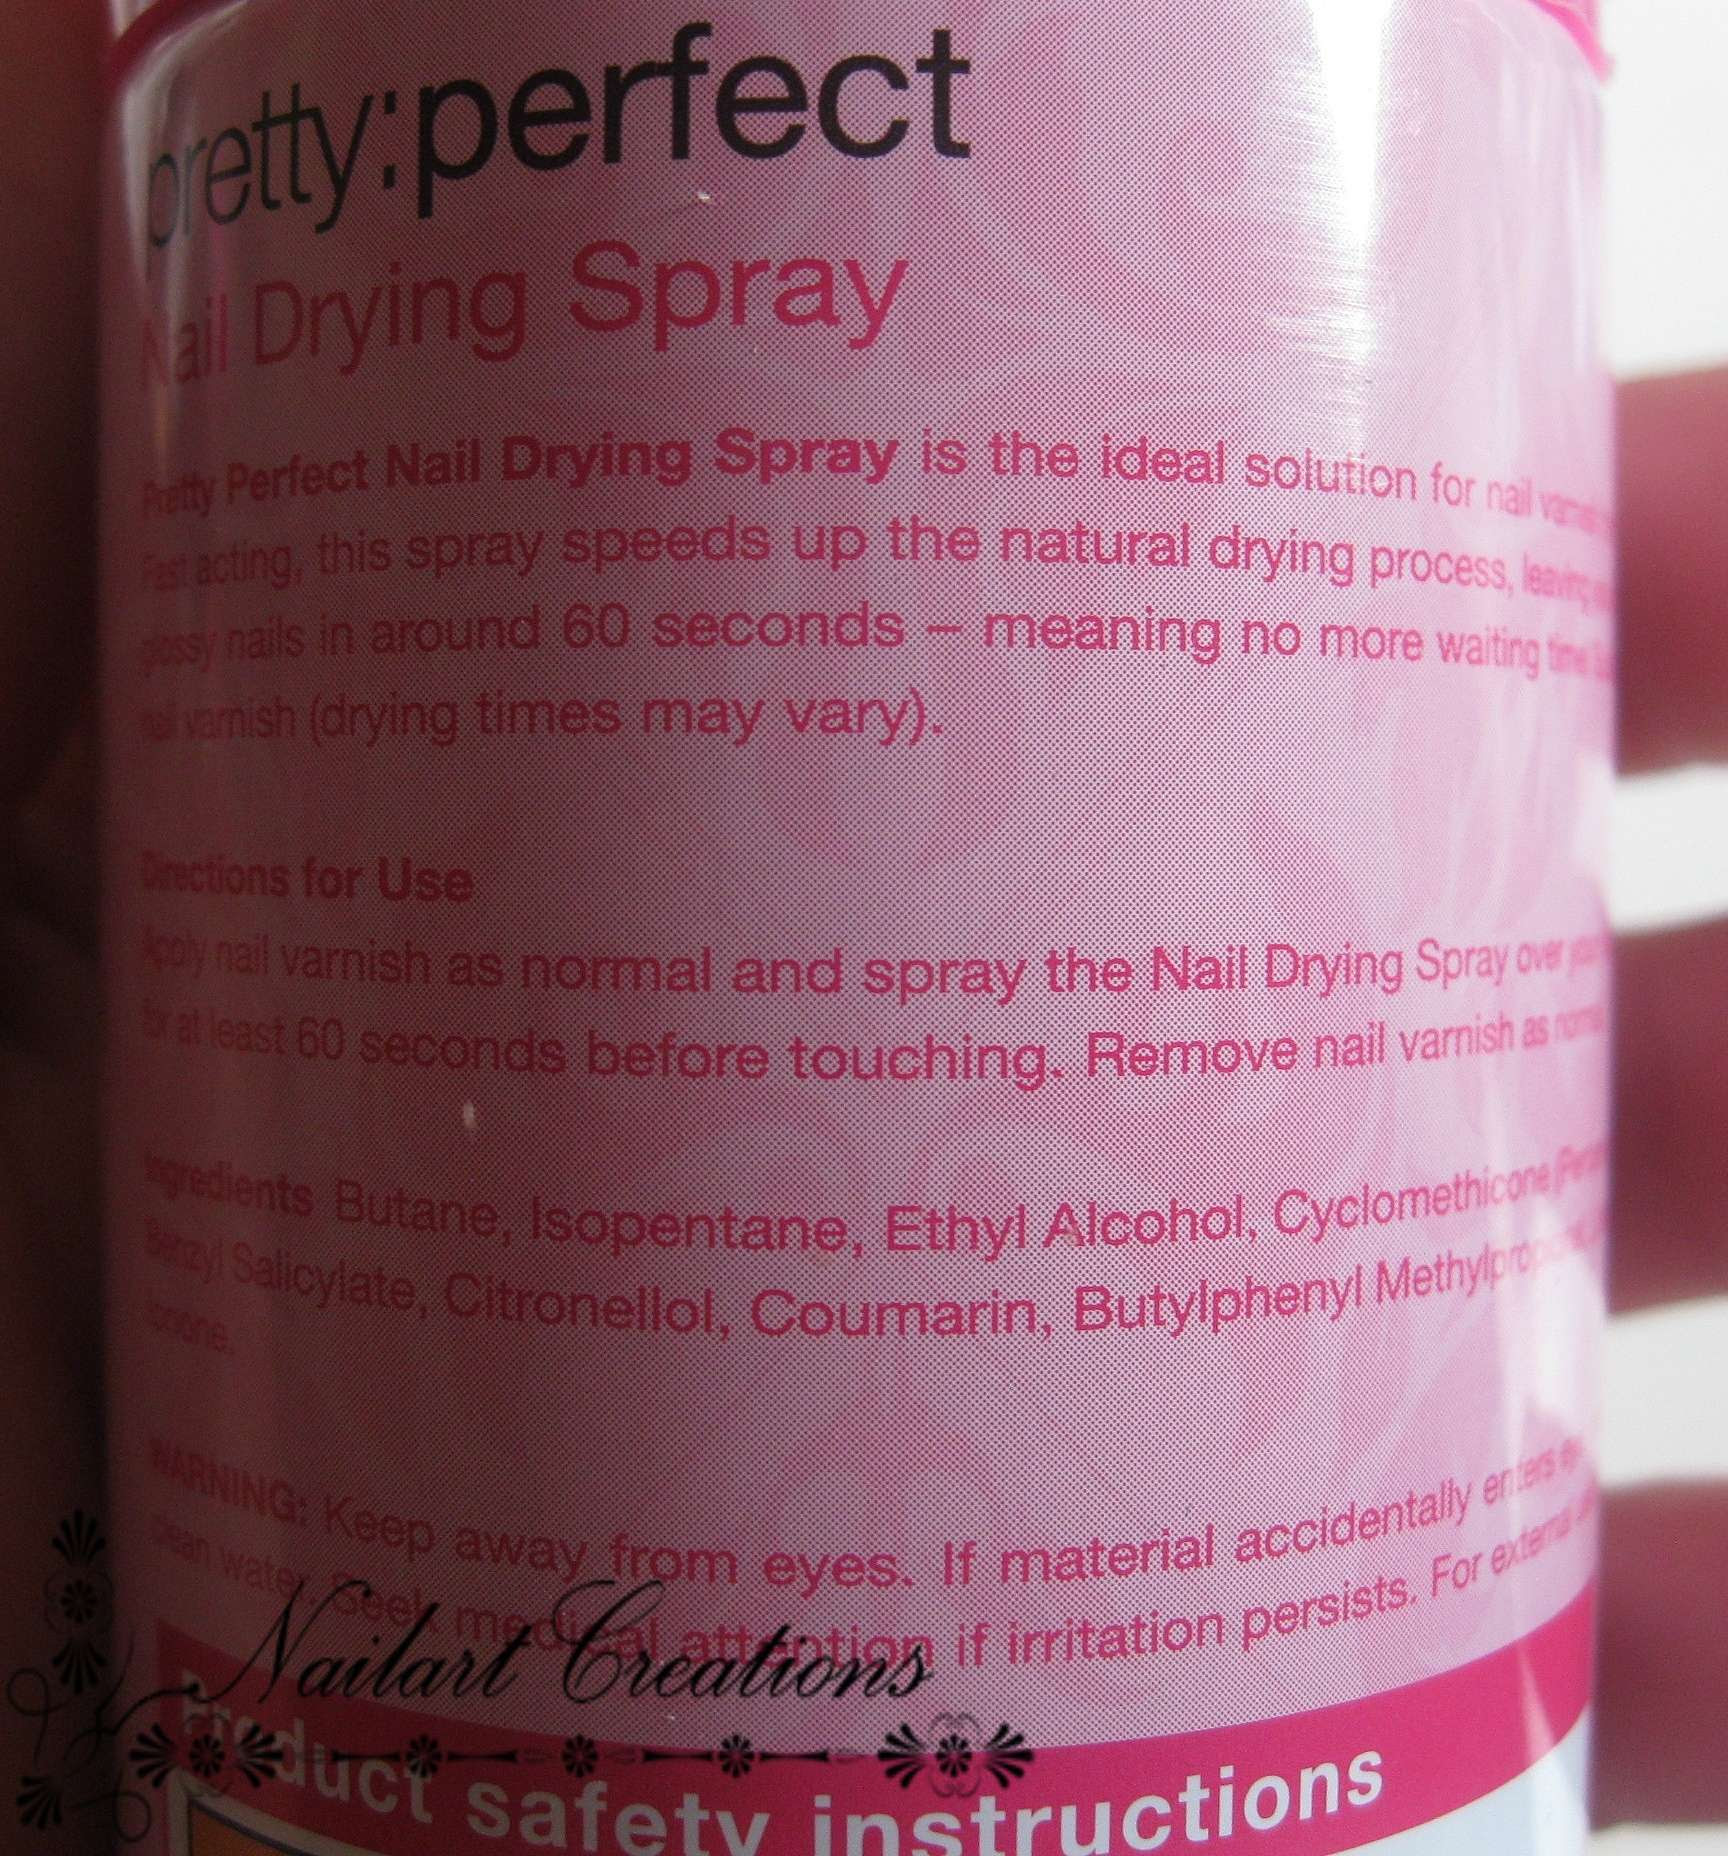 pretty:perfect
Nail Drying Spray
Pretty Perfect Nail Drying Spray is the ideal solution for nail
Fast acting, this spray speeds up the natural drying process, leaving
glossy nails in around 60 seconds – meaning no more waiting time
nail varnish (drying times may vary).
Directions for Use
Apply nail varnish as normal and spray the Nail Drying Spray over your
for at least 60 seconds before touching. Remove nail varnish as normal
Ingredients Butane, Isopentane, Ethyl Alcohol, Cyclomethicone
Benzyl Salicylate, Citronellol, Coumarin, Butylphenyl
WARNING: Keep away from eyes. If material accidentally enters
clean water. Seek medical attention if irritation persists. For external
Nailart Creations
Product safety instructions